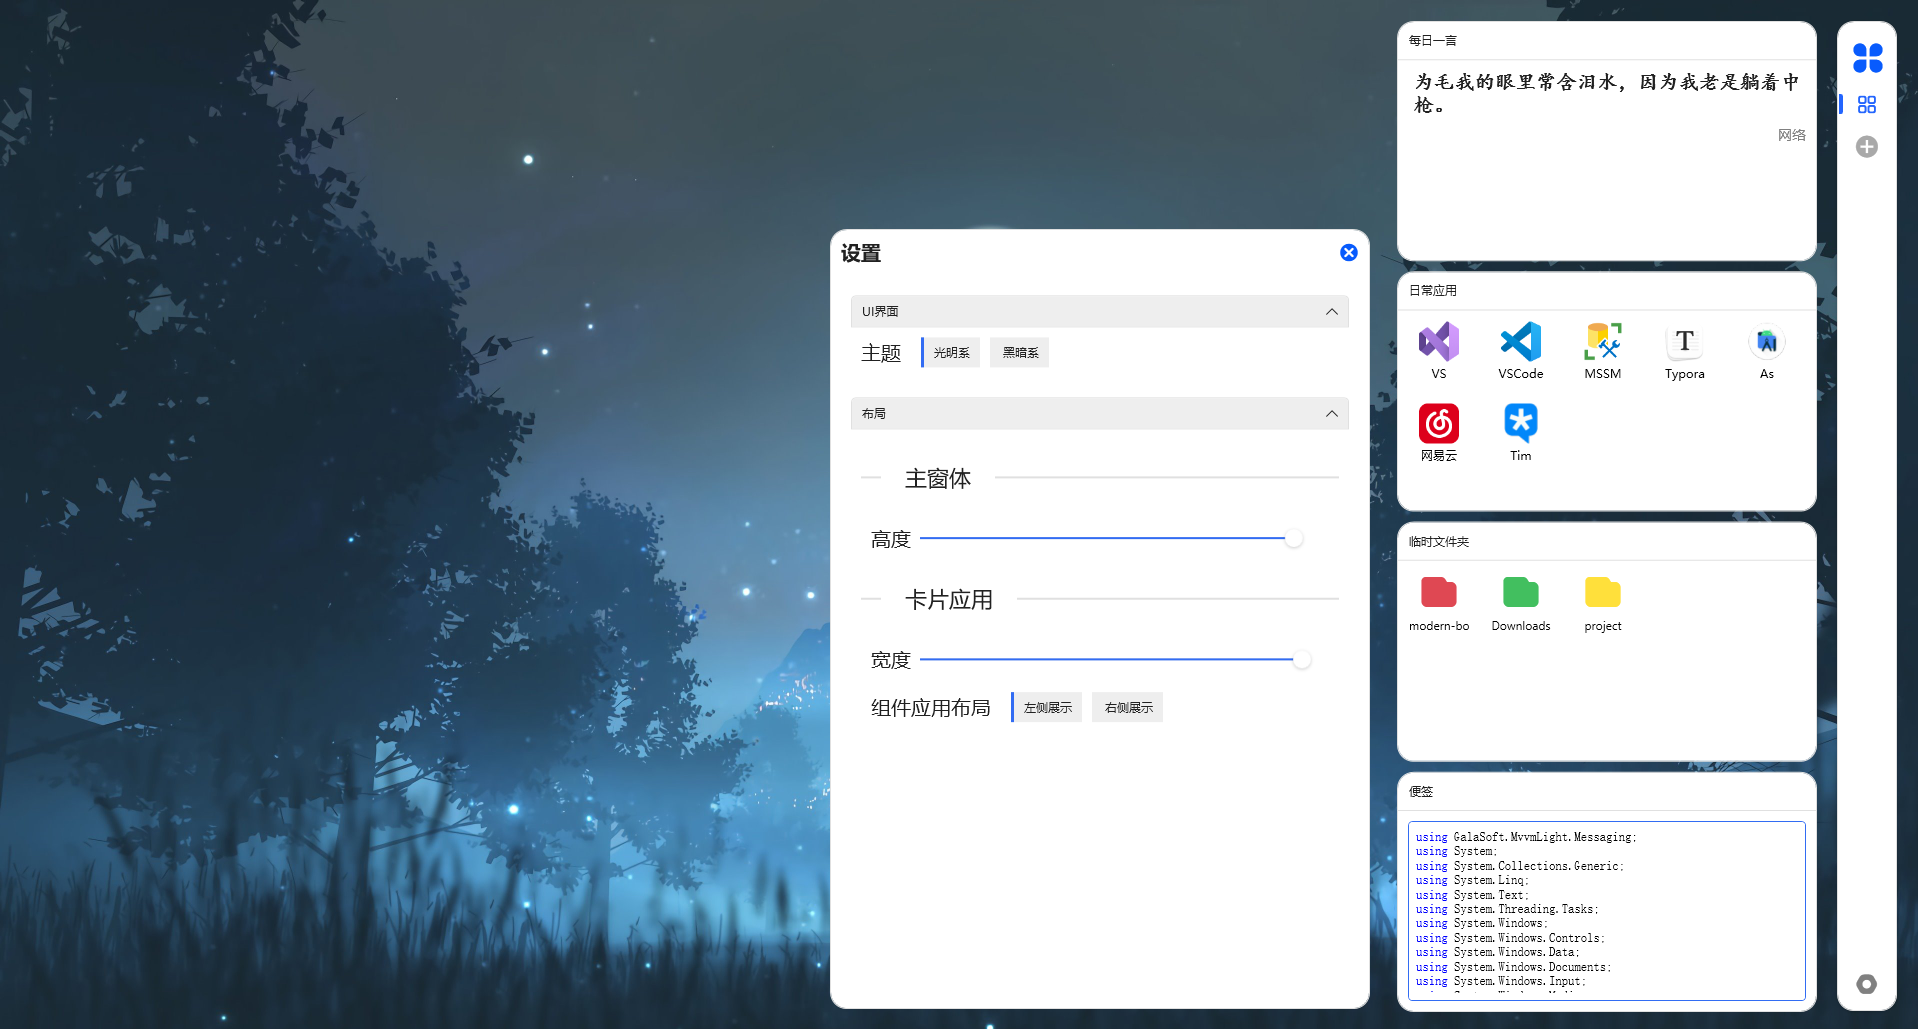 设置
UI界面
主题 光明系 黑暗系
布局
主窗体
高度
卡片应用
宽度
组件应用布局 左侧展示 右侧展示
每日一言
为毛我的眼里常含泪水，因为我老是躺着中
枪。
网络
日常应用
VS VSCode MSSM Typora As
网易云 Tim
临时文件夹
modern-bo Downloads project
便签
using GalaSoft.MvvmLight.Messaging;
using System;
using System.Collections.Generic;
using System.Linq;
using System.Text;
using System.Threading.Tasks;
using System.Windows;
using System.Windows.Controls;
using System.Windows.Data;
using System.Windows.Documents;
using System.Windows.Input;